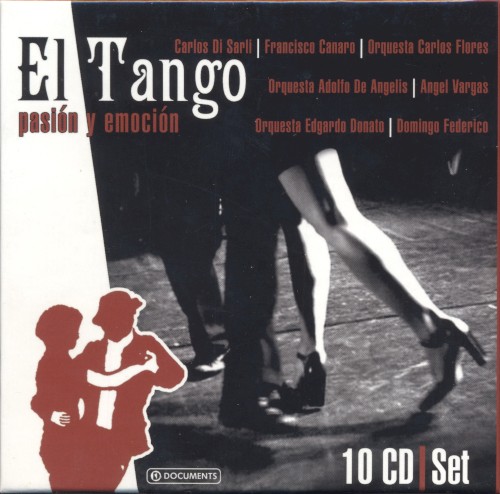 El Tango
pasión y emoción
Carlos Di Sarli | Francisco Canaro | Orquesta Carlos Flores
Orquesta Adolfo De Angelis | Angel Vargas
Orquesta Edgardo Donato | Domingo Federico
DOCUMENTS
10 CD | Set